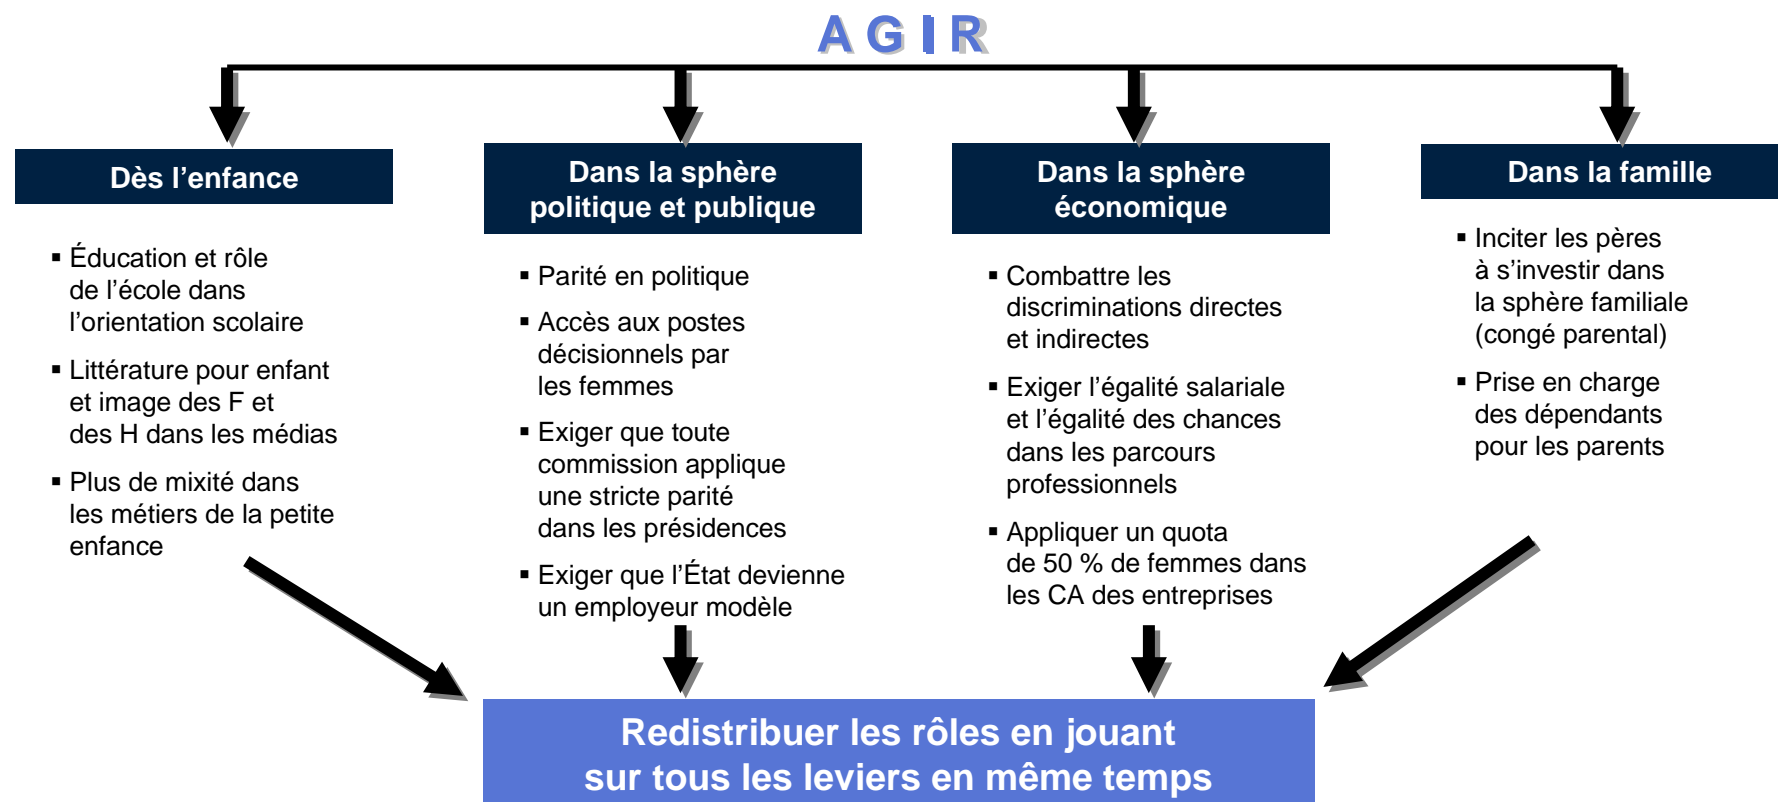 A G I R
Dès l’enfance
▪ Éducation et rôle
de l’école dans
l’orientation scolaire
▪ Littérature pour enfant
et image des F et
des H dans les médias
▪ Plus de mixité dans
les métiers de la petite
enfance
Dans la sphère
politique et publique
▪ Parité en politique
▪ Accès aux postes
décisionnels par
les femmes
▪ Exiger que toute
commission applique
une stricte parité
dans les présidences
▪ Exiger que l’État devienne
un employeur modèle
Dans la sphère
économique
▪ Combattre les
discriminations directes
et indirectes
▪ Exiger l’égalité salariale
et l’égalité des chances
dans les parcours
professionnels
▪ Appliquer un quota
de 50 % de femmes dans
les CA des entreprises
Dans la famille
▪ Inciter les pères
à s’investir dans
la sphère familiale
(congé parental)
▪ Prise en charge
des dépendants
pour les parents
Redistribuer les rôles en jouant
sur tous les leviers en même temps